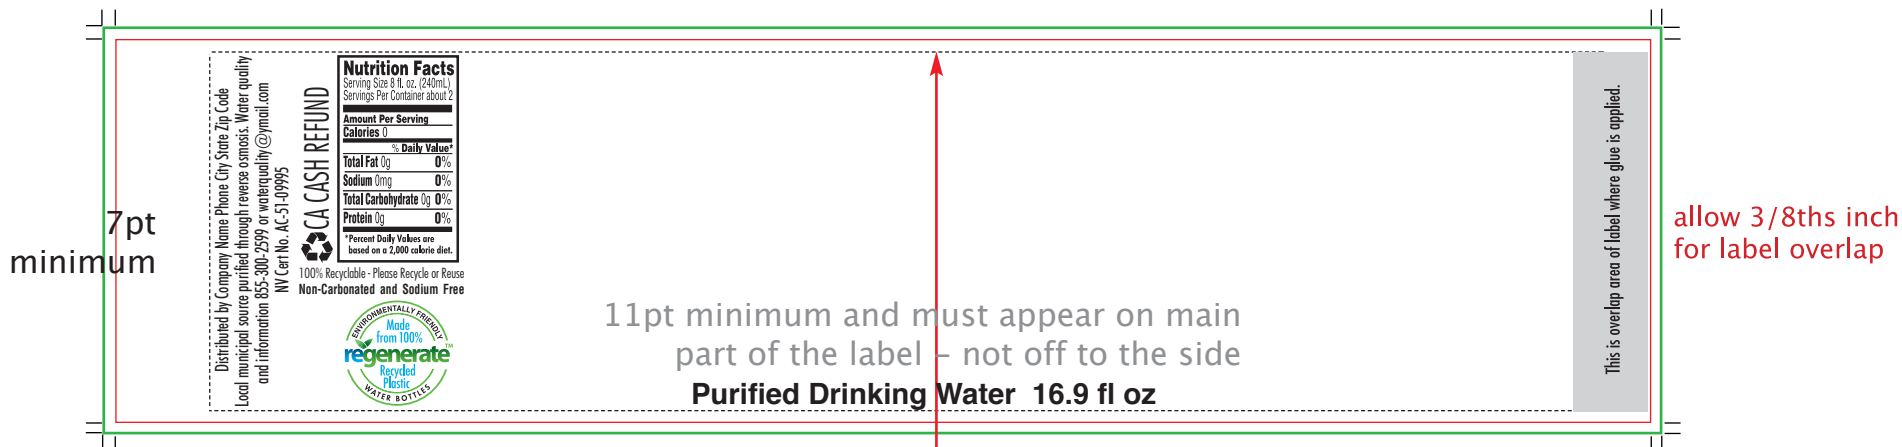 7pt
minimum
Distributed by Company Name Phone City State Zip Code
Local municipal source purified through reverse osmosis. Water quality
and information 855-300-2599 or waterquality@ymail.com
NV Cert No. AC-51-09995
CA CASH REFUND
Nutrition Facts
Serving Size 8 fl. oz. (240mL)
Servings Per Container about 2
Amount Per Serving
Calories 0
% Daily Value*
Total Fat 0g 0%
Sodium 0mg 0%
Total Carbohydrate 0g 0%
Protein 0g 0%
*Percent Daily Values are
based on a 2,000 calorie diet.
100% Recyclable - Please Recycle or Reuse
Non-Carbonated and Sodium Free
ENVIRONMENTALLY FRIENDLY
Made
from 100%
regenerate™
Recycled
Plastic
WATER BOTTLES
11pt minimum and must appear on main
part of the label – not off to the side
Purified Drinking Water 16.9 fl oz
This is overlap area of label where glue is applied.
allow 3/8ths inch
for label overlap